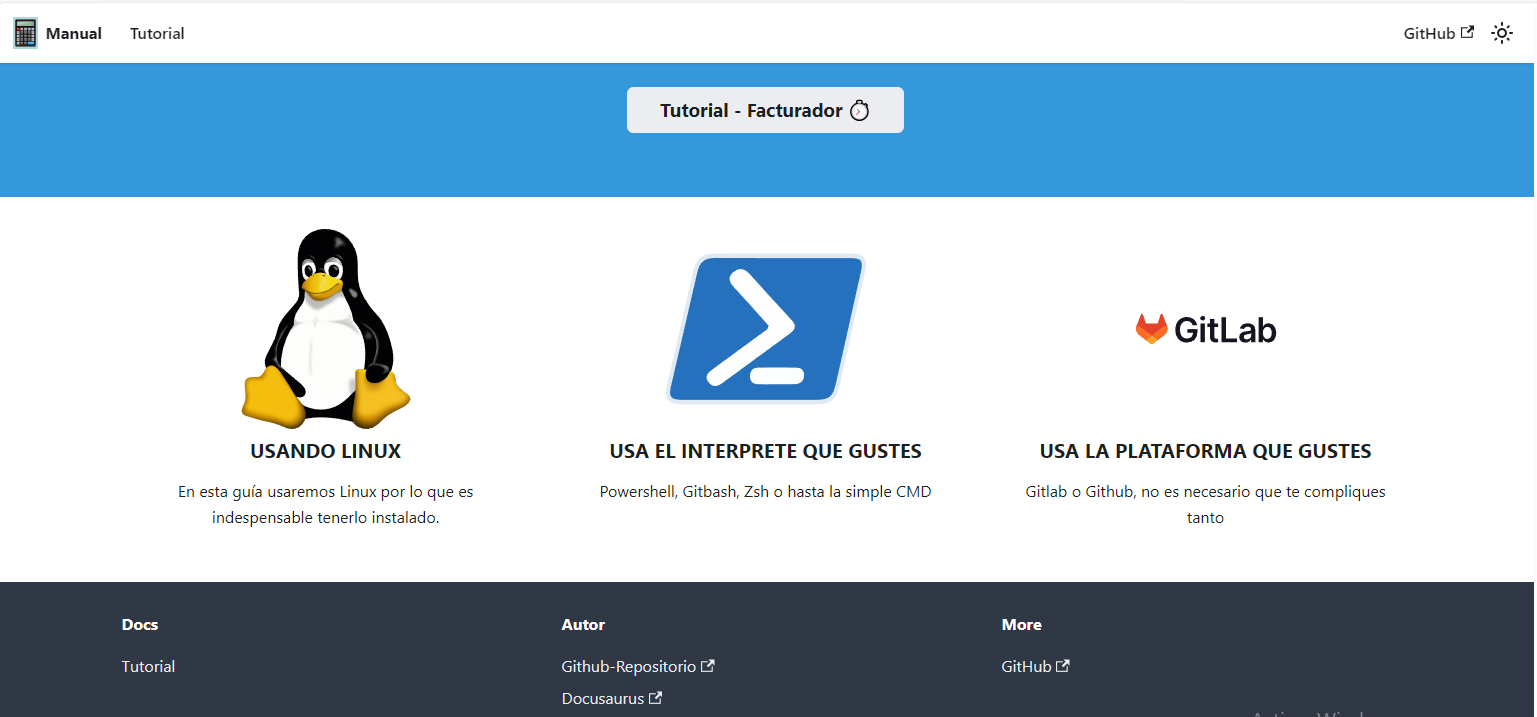 Manual Tutorial GitHub
Tutorial - Facturador
GitLab
USANDO LINUX
En esta guía usaremos Linux por lo que es
indespensable tenerlo instalado.
USA EL INTERPRETE QUE GUSTES
Powershell, Gitbash, Zsh o hasta la simple CMD
USA LA PLATAFORMA QUE GUSTES
Gitlab o Github, no es necesario que te compliques
tanto
Docs
Tutorial
Autor
Github-Repositorio
Docusaurus
More
GitHub